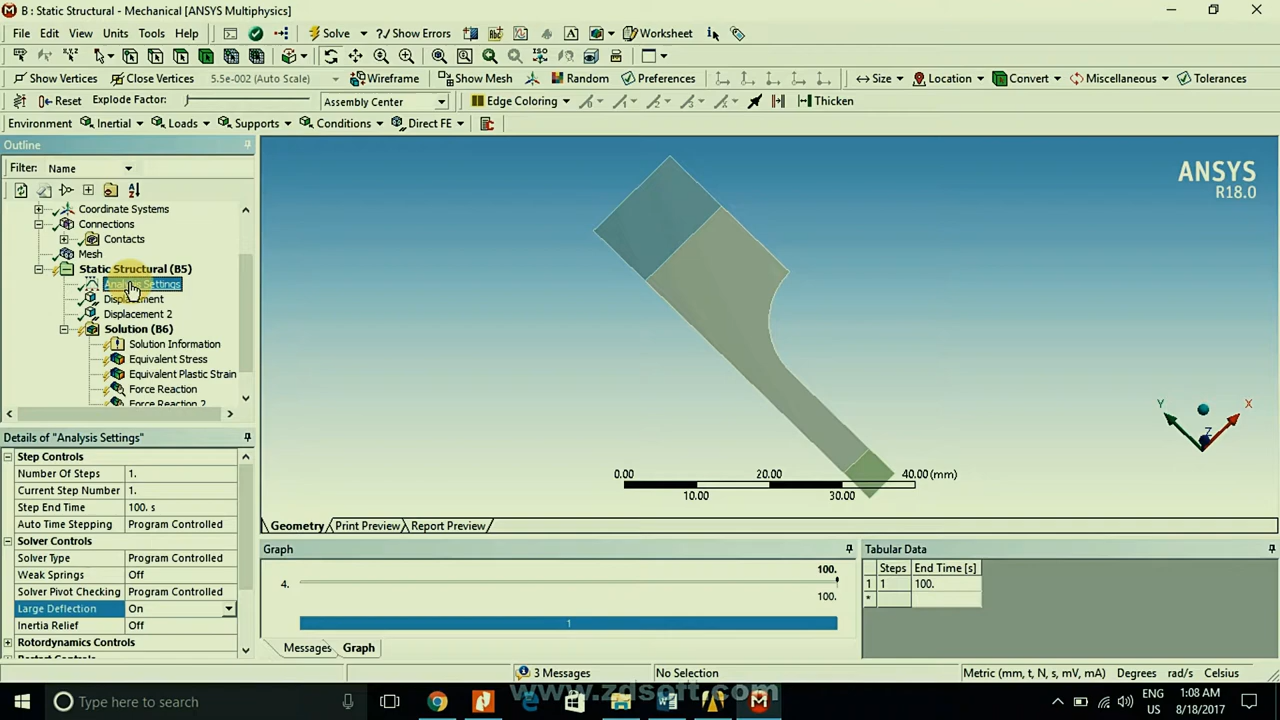 B : Static Structural - Mechanical [ANSYS Multiphysics]
File Edit View Units Tools Help Solve ?/ Show Errors A Worksheet
Show Vertices Close Vertices 5.5e-002 (Auto Scale) Wireframe Show Mesh Random Preferences Size Location Convert Miscellaneous Tolerances
Reset Explode Factor: Assembly Center Edge Coloring Thicken
Environment Inertial Loads Supports Conditions Direct FE
Outline
Filter: Name
Coordinate Systems
Connections
Contacts
Mesh
Static Structural (B5)
Analysis Settings
Displacement
Displacement 2
Solution (B6)
Solution Information
Equivalent Stress
Equivalent Plastic Strain
Force Reaction
Force Reaction 2
Details of "Analysis Settings"
Step Controls
Number Of Steps 1.
Current Step Number 1.
Step End Time 100. s
Auto Time Stepping Program Controlled
Solver Controls
Solver Type Program Controlled
Weak Springs Off
Solver Pivot Checking Program Controlled
Large Deflection On
Inertia Relief Off
Rotordynamics Controls
Restart Controls
ANSYS
R18.0
Y X
Z
0.00 20.00 40.00 (mm)
10.00 30.00
Geometry Print Preview Report Preview
Graph
100.
4.
100.
1
Messages Graph
Tabular Data
Steps End Time [s]
1 1 100.
*
3 Messages No Selection Metric (mm, t, N, s, mV, mA) Degrees rad/s Celsius
www.zdsoft.com
Type here to search
ENG
US
1:08 AM
8/18/2017